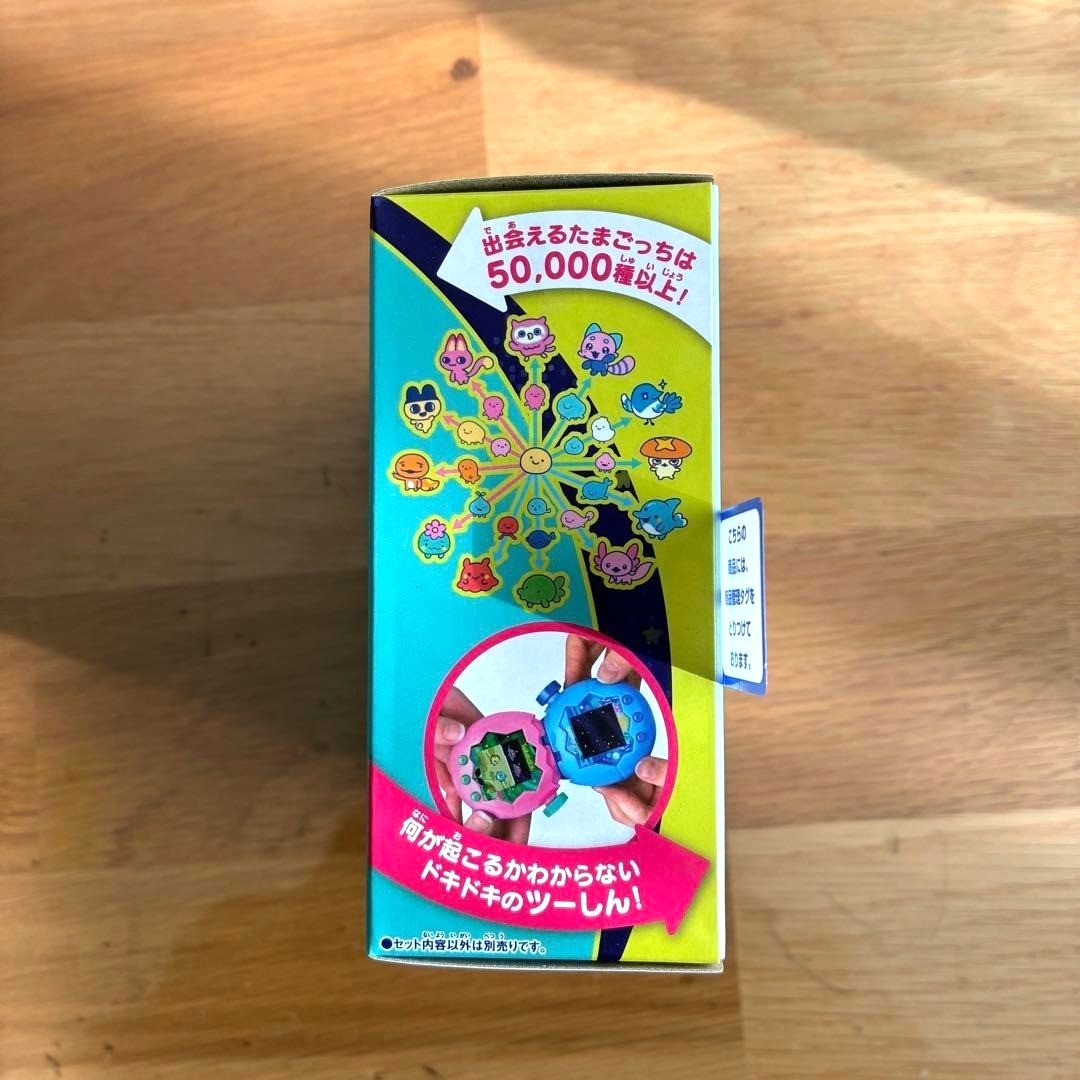 出会えるたまごっちは
50,000種以上!
こちらの
商品には、
商品管理タグを
とりつけて
おります。
何が起こるかわからない
ドキドキのツーしん!
●セット内容以外は別売りです。